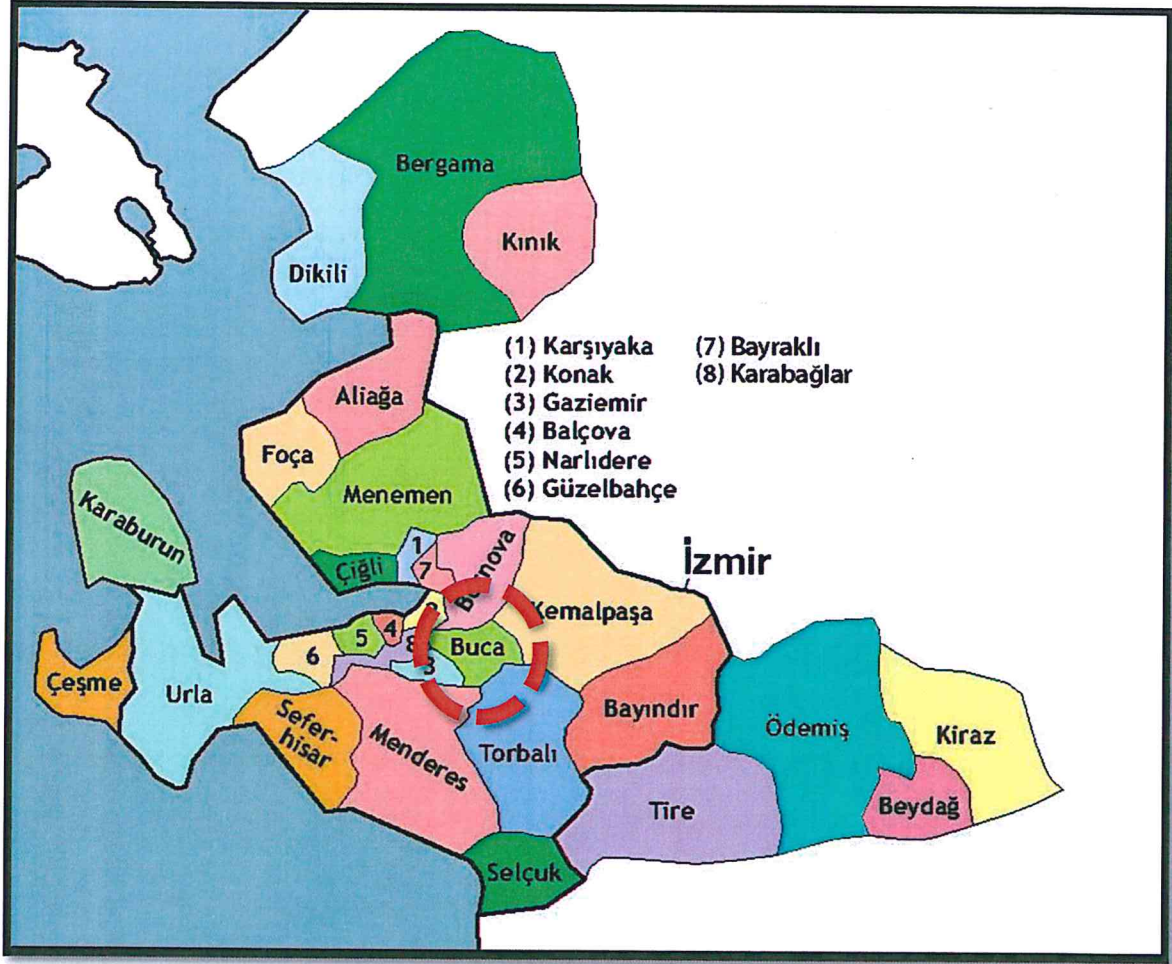 Bergama
Kınık
Dikili
(1) Karşıyaka
(2) Konak
(3) Gaziemir
(4) Balçova
(5) Narlıdere
(6) Güzelbahçe
(7) Bayraklı
(8) Karabağlar
Aliağa
Foça
Menemen
Karaburun
1
7
Çiğli
Bornova
İzmir
Kemalpaşa
2
4
5
8
Buca
3
6
Çeşme
Urla
Sefer-
hisar
Menderes
Torbalı
Bayındır
Ödemiş
Kiraz
Beydağ
Tire
Selçuk